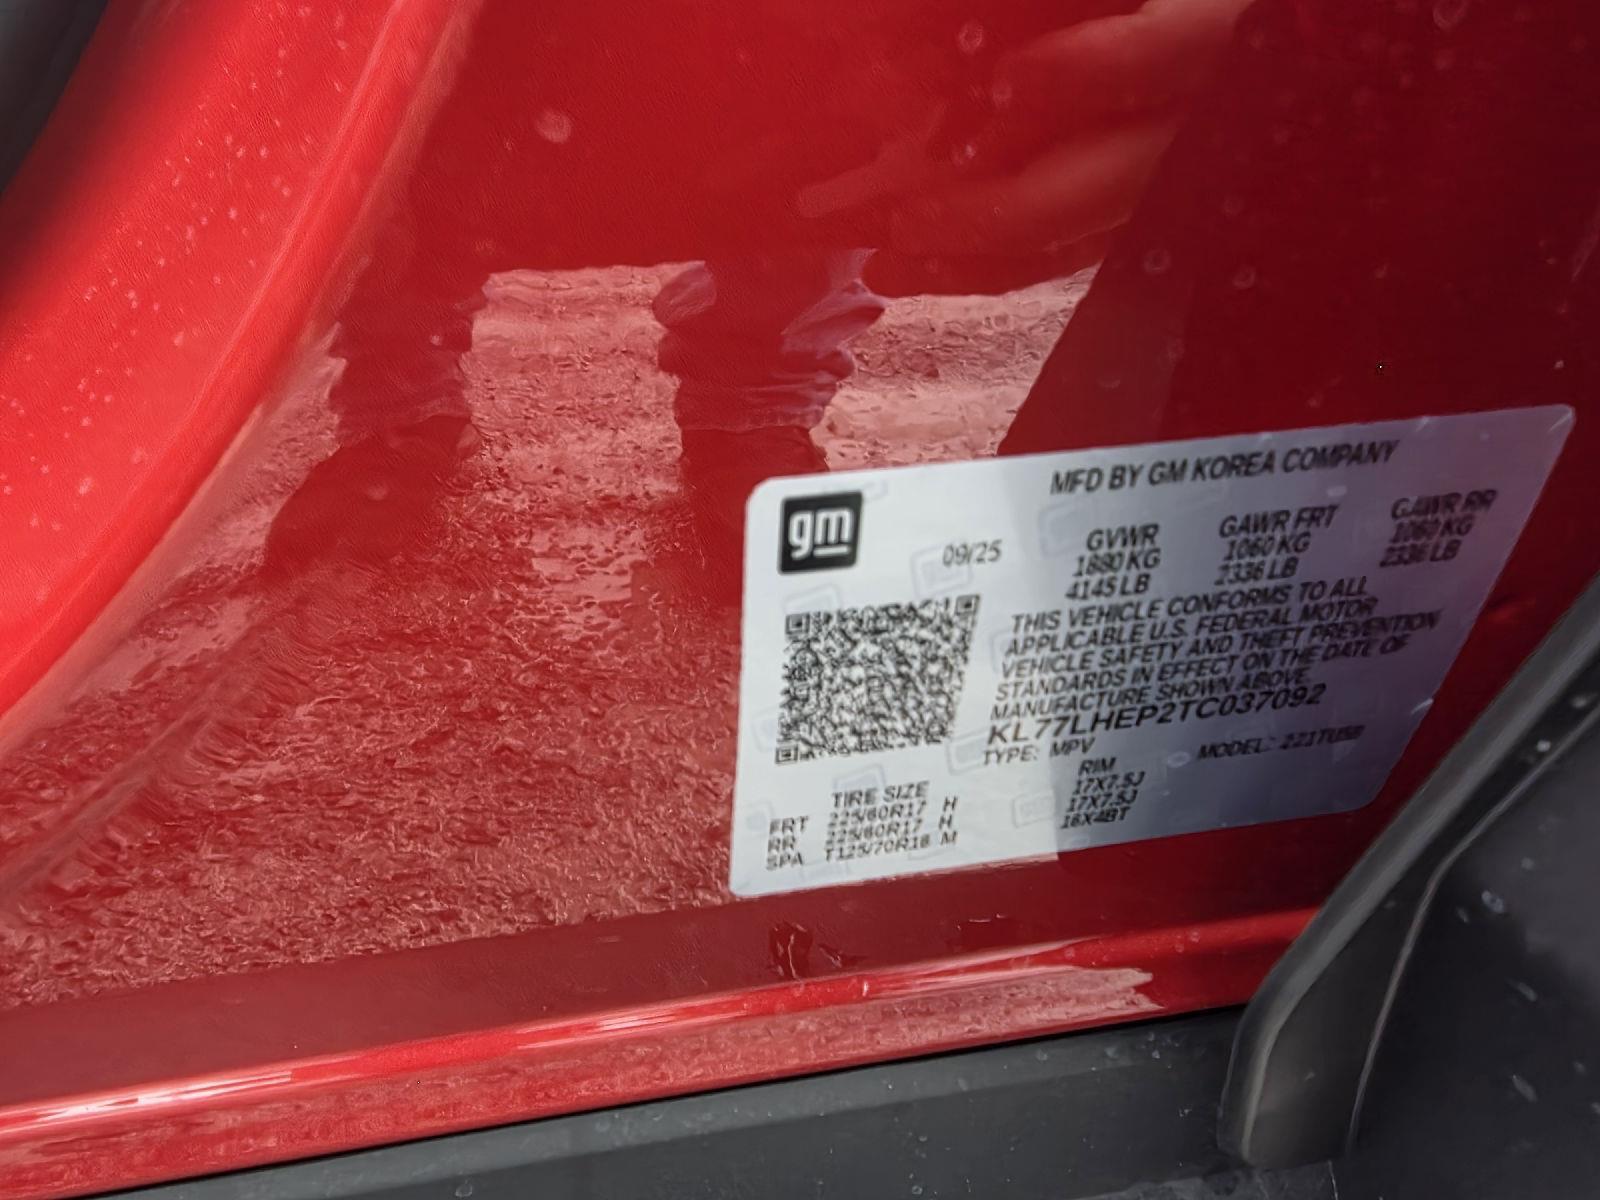 MFD BY GM KOREA COMPANY
gm
09/25
GVWR GAWR FRT GAWR RR
1880 KG 1060 KG 1060 KG
4145 LB 2336 LB 2336 LB
THIS VEHICLE CONFORMS TO ALL
APPLICABLE U.S. FEDERAL MOTOR
VEHICLE SAFETY AND THEFT PREVENTION
STANDARDS IN EFFECT ON THE DATE OF
MANUFACTURE SHOWN ABOVE.
KL77LHEP2TC037092
TYPE: MPV MODEL:
TIRE SIZE RIM
FRT 225/60R17 H 17X7.5J
RR 225/60R17 H 17X7.5J
SPA T125/70R16 M 16X4BT